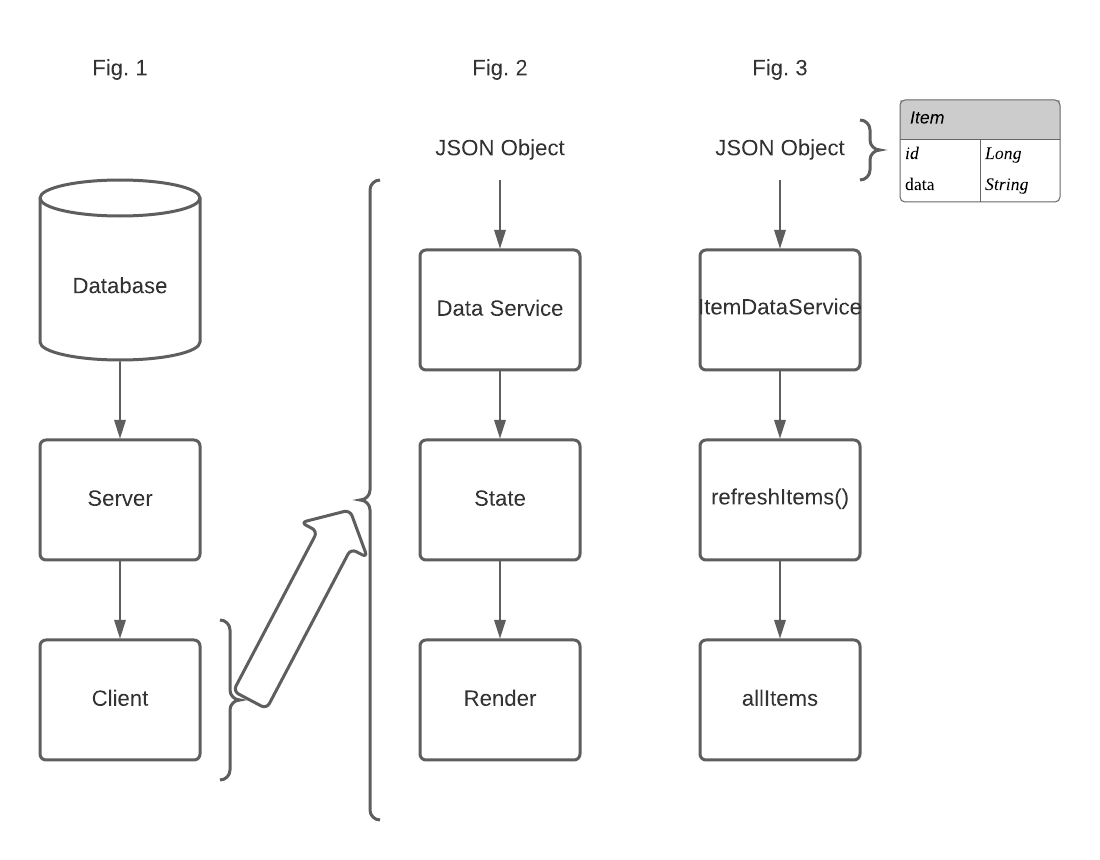 Fig. 1
Fig. 2
Fig. 3
Database
Server
Client
JSON Object
Data Service
State
Render
JSON Object
ItemDataService
refreshItems()
allItems
Item
id Long
data String